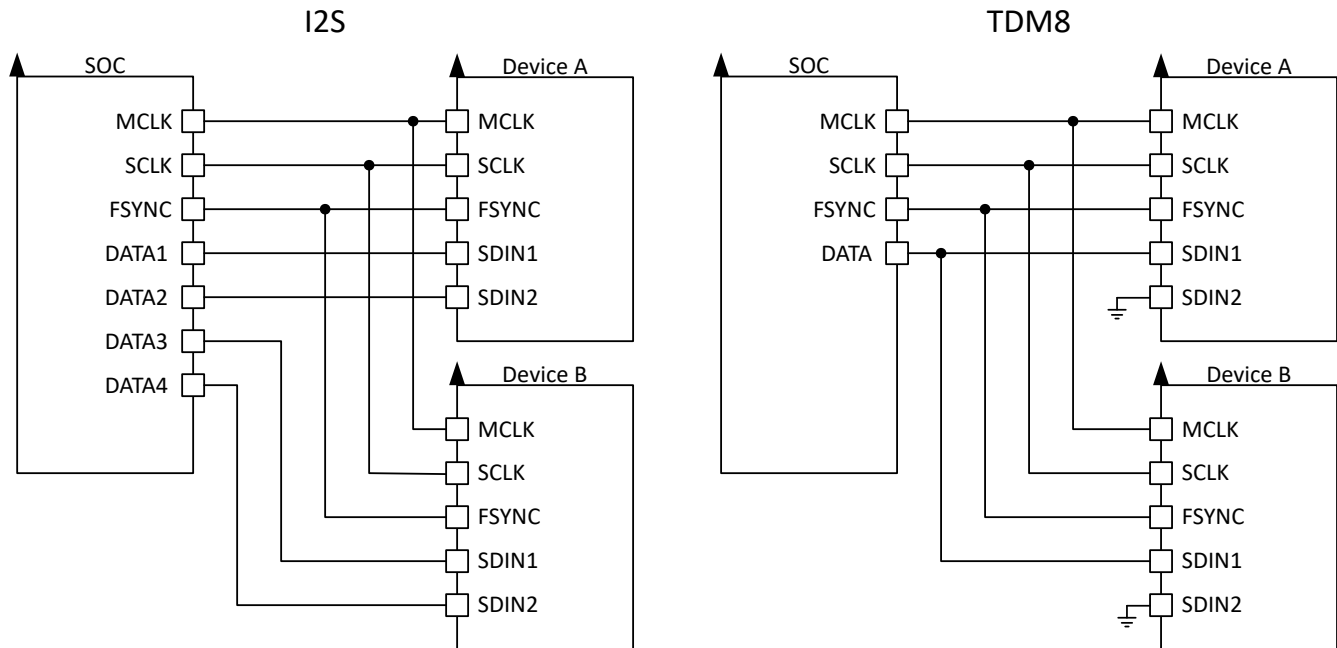 I2S
SOC
MCLK
SCLK
FSYNC
DATA1
DATA2
DATA3
DATA4
Device A
MCLK
SCLK
FSYNC
SDIN1
SDIN2
Device B
MCLK
SCLK
FSYNC
SDIN1
SDIN2
TDM8
SOC
MCLK
SCLK
FSYNC
DATA
Device A
MCLK
SCLK
FSYNC
SDIN1
SDIN2
Device B
MCLK
SCLK
FSYNC
SDIN1
SDIN2